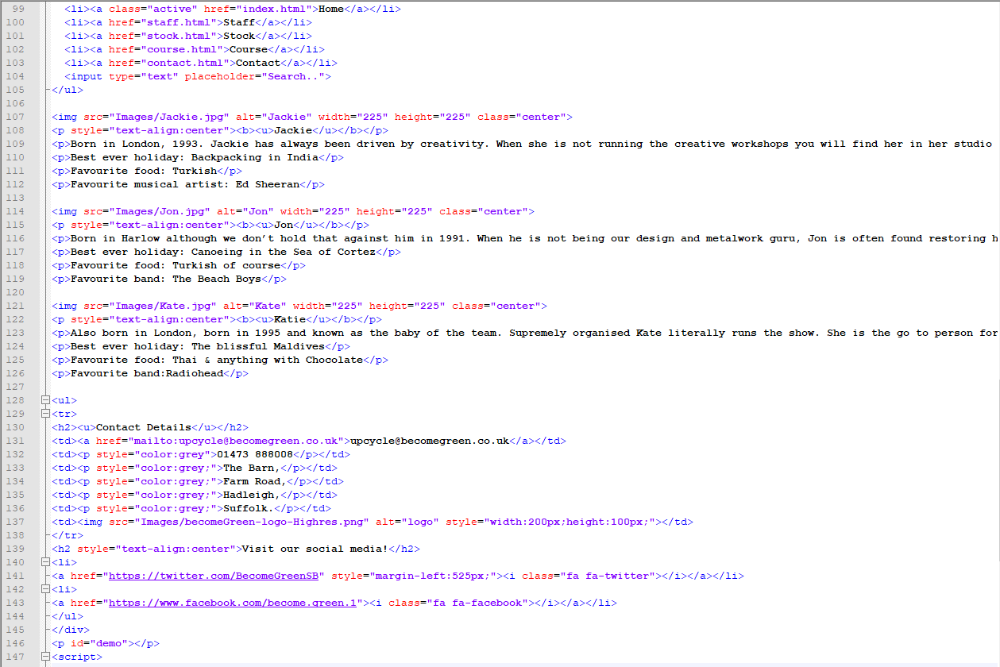 99 <li><a class="active" href="index.html">Home</a></li>
100 <li><a href="staff.html">Staff</a></li>
101 <li><a href="stock.html">Stock</a></li>
102 <li><a href="course.html">Course</a></li>
103 <li><a href="contact.html">Contact</a></li>
104 <input type="text" placeholder="Search..">
105 </ul>
106
107 <img src="Images/Jackie.jpg" alt="Jackie" width="225" height="225" class="center">
108 <p style="text-align:center"><b><u>Jackie</u></b></p>
109 <p>Born in London, 1993. Jackie has always been driven by creativity. When she is not running the creative workshops you will find her in her studio
110 <p>Best ever holiday: Backpacking in India</p>
111 <p>Favourite food: Turkish</p>
112 <p>Favourite musical artist: Ed Sheeran</p>
113
114 <img src="Images/Jon.jpg" alt="Jon" width="225" height="225" class="center">
115 <p style="text-align:center"><b><u>Jon</u></b></p>
116 <p>Born in Harlow although we don’t hold that against him in 1991. When he is not being our design and metalwork guru, Jon is often found restoring h
117 <p>Best ever holiday: Canoeing in the Sea of Cortez</p>
118 <p>Favourite food: Turkish of course</p>
119 <p>Favourite band: The Beach Boys</p>
120
121 <img src="Images/Kate.jpg" alt="Kate" width="225" height="225" class="center">
122 <p style="text-align:center"><b><u>Katie</u></b></p>
123 <p>Also born in London, born in 1995 and known as the baby of the team. Supremely organised Kate literally runs the show. She is the go to person for
124 <p>Best ever holiday: The blissful Maldives</p>
125 <p>Favourite food: Thai & anything with Chocolate</p>
126 <p>Favourite band:Radiohead</p>
127
128 <ul>
129 <tr>
130 <h2><u>Contact Details</u></h2>
131 <td><a href="mailto:upcycle@becomegreen.co.uk">upcycle@becomegreen.co.uk</a></td>
132 <td><p style="color:grey">01473 888008</p></td>
133 <td><p style="color:grey;">The Barn,</p></td>
134 <td><p style="color:grey;">Farm Road,</p></td>
135 <td><p style="color:grey;">Hadleigh,</p></td>
136 <td><p style="color:grey;">Suffolk.</p></td>
137 <td><img src="Images/becomeGreen-logo-Highres.png" alt="logo" style="width:200px;height:100px;"></td>
138 </tr>
139 <h2 style="text-align:center">Visit our social media!</h2>
140 <li>
141 <a href="https://twitter.com/BecomeGreenSB" style="margin-left:525px;"><i class="fa fa-twitter"></i></a></li>
142 <li>
143 <a href="https://www.facebook.com/become.green.1"><i class="fa fa-facebook"></i></a></li>
144 </ul>
145 </div>
146 <p id="demo"></p>
147 <script>